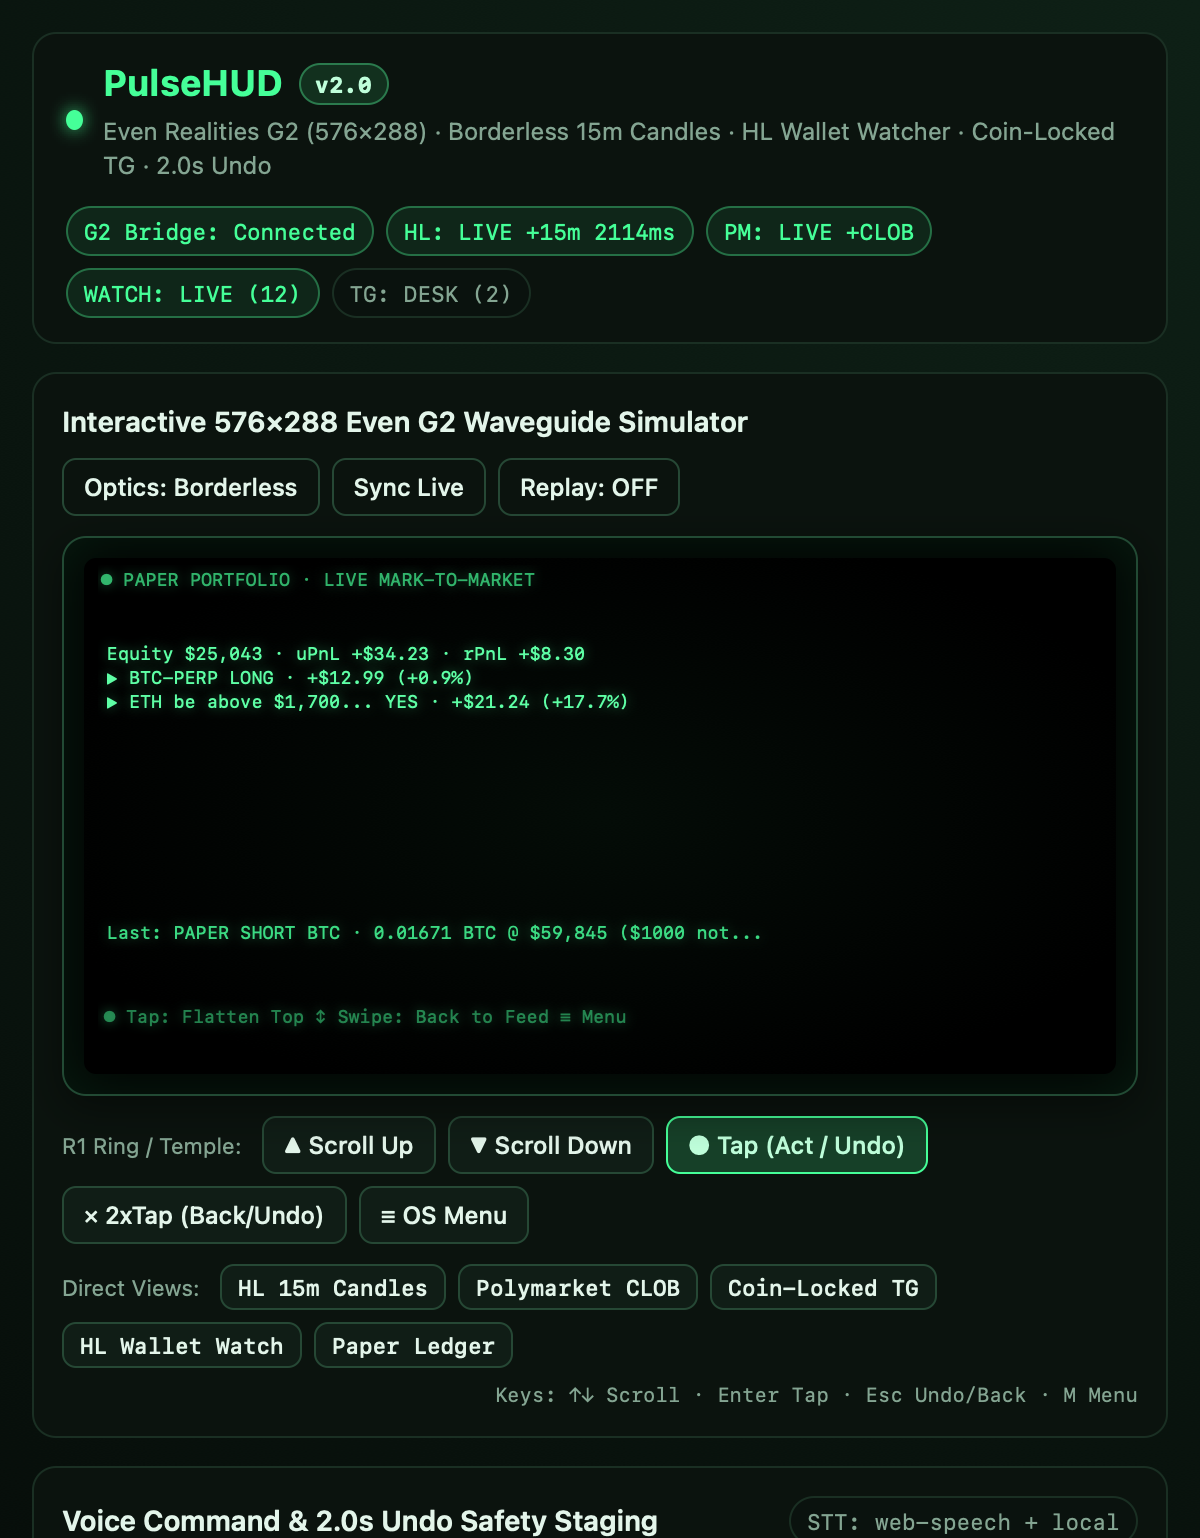 PulseHUD v2.0
Even Realities G2 (576×288) · Borderless 15m Candles · HL Wallet Watcher · Coin-Locked
TG · 2.0s Undo
G2 Bridge: Connected HL: LIVE +15m 2114ms PM: LIVE +CLOB
WATCH: LIVE (12) TG: DESK (2)
Interactive 576×288 Even G2 Waveguide Simulator
Optics: Borderless Sync Live Replay: OFF
● PAPER PORTFOLIO · LIVE MARK-TO-MARKET
Equity $25,043 · uPnL +$34.23 · rPnL +$8.30
▶ BTC-PERP LONG · +$12.99 (+0.9%)
▶ ETH be above $1,700... YES · +$21.24 (+17.7%)
Last: PAPER SHORT BTC · 0.01671 BTC @ $59,845 ($1000 not...
● Tap: Flatten Top ↕ Swipe: Back to Feed ≡ Menu
R1 Ring / Temple: ▲ Scroll Up ▼ Scroll Down ● Tap (Act / Undo)
× 2xTap (Back/Undo) ≡ OS Menu
Direct Views: HL 15m Candles Polymarket CLOB Coin-Locked TG
HL Wallet Watch Paper Ledger
Keys: ↑↓ Scroll · Enter Tap · Esc Undo/Back · M Menu
Voice Command & 2.0s Undo Safety Staging STT: web-speech + local